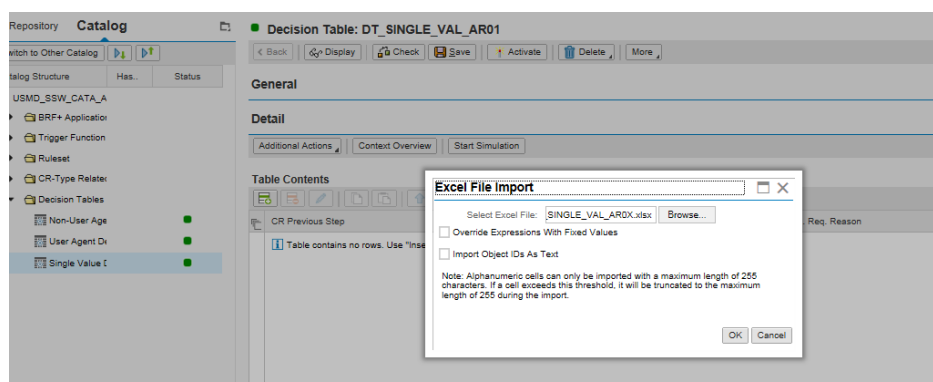 Repository Catalog
witch to Other Catalog
talog Structure Has.. Status
USMD_SSW_CATA_A
BRF+ Application
Trigger Function
Ruleset
CR-Type Relate
Decision Tables
Non-User Age
User Agent De
Single Value
Decision Table: DT_SINGLE_VAL_AR01
< Back Display Check Save Activate Delete More
General
Detail
Additional Actions Context Overview Start Simulation
Table Contents
CR Previous Step . Req. Reason
Table contains no rows. Use "Inse
Excel File Import
Select Excel File: SINGLE_VAL_AR0X.xlsx Browse...
Override Expressions With Fixed Values
Import Object IDs As Text
Note: Alphanumeric cells can only be imported with a maximum length of 255
characters. If a cell exceeds this threshold, it will be truncated to the maximum
length of 255 during the import.
OK Cancel